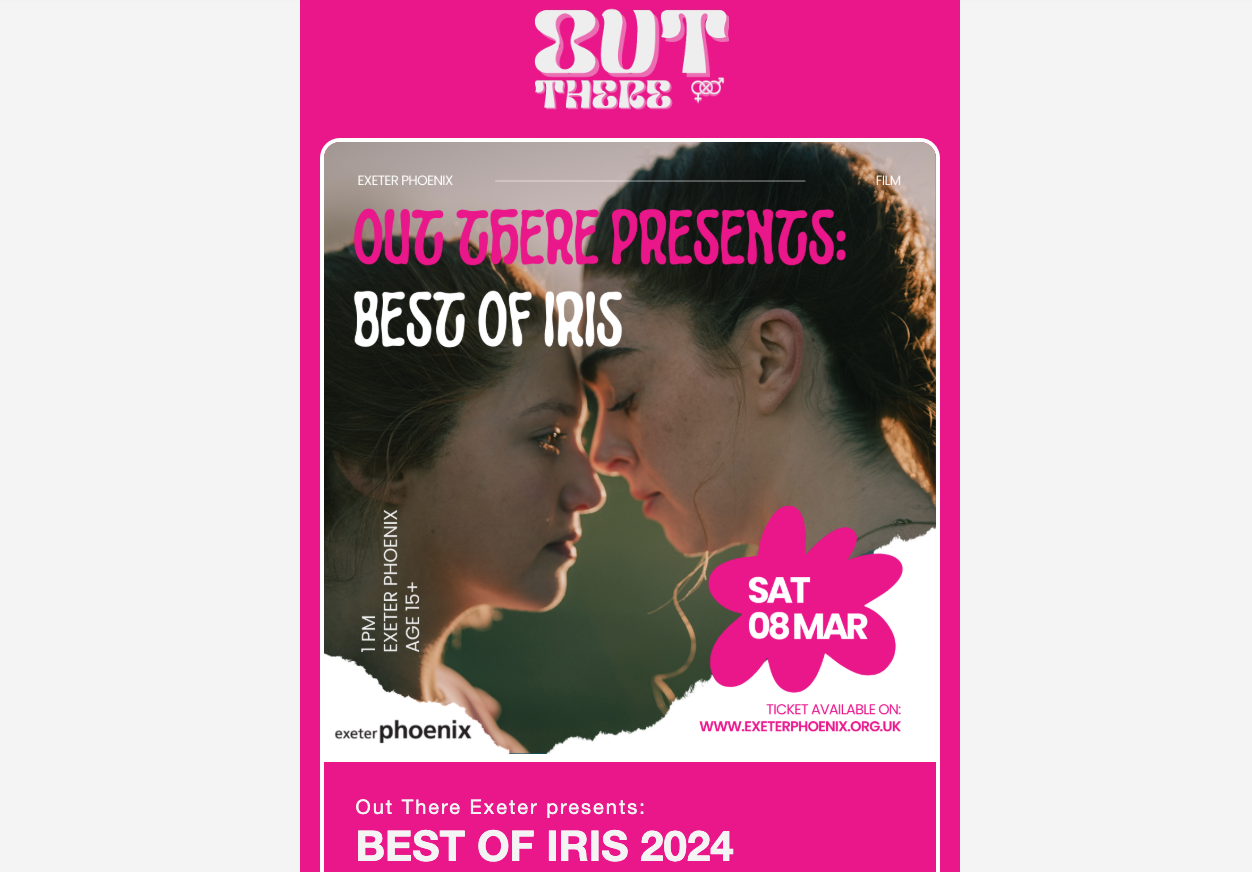 OUT
THERE
EXETER PHOENIX
FILM
OUT THERE PRESENTS:
BEST OF IRIS
1 PM
EXETER PHOENIX
AGE 15+
SAT
08 MAR
TICKET AVAILABLE ON:
WWW.EXETERPHOENIX.ORG.UK
exeter phoenix
Out There Exeter presents:
BEST OF IRIS 2024